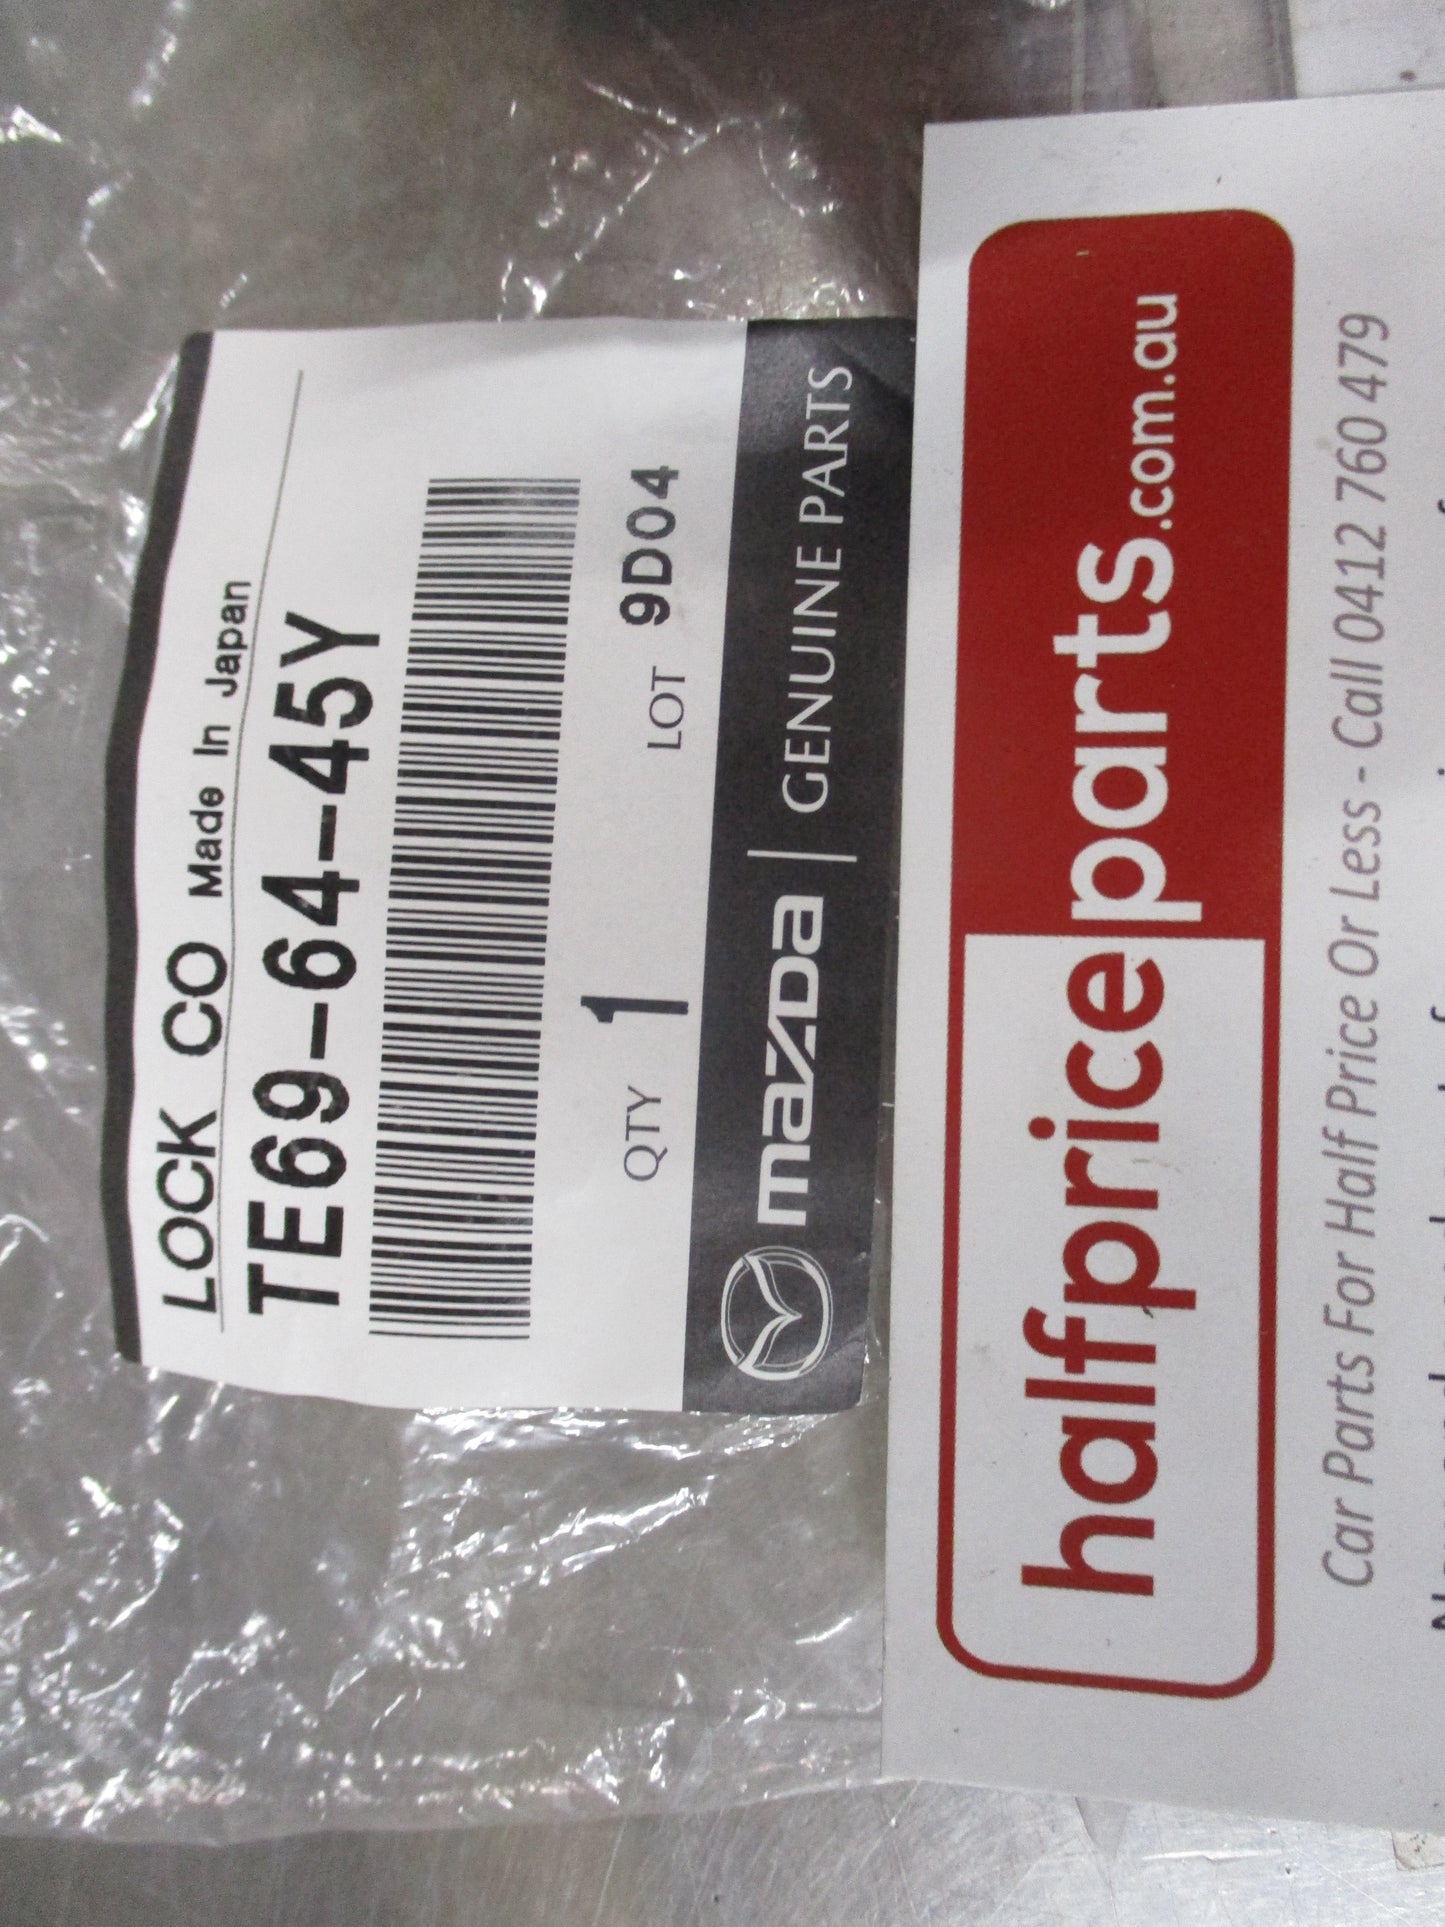 LOCK CO Made In Japan
TE69-64-45Y
QTY 1 LOT 9D04
mazda | GENUINE PARTS
halfpriceparts.com.au
Car Parts For Half Price Or Less - Call 0412 760 479